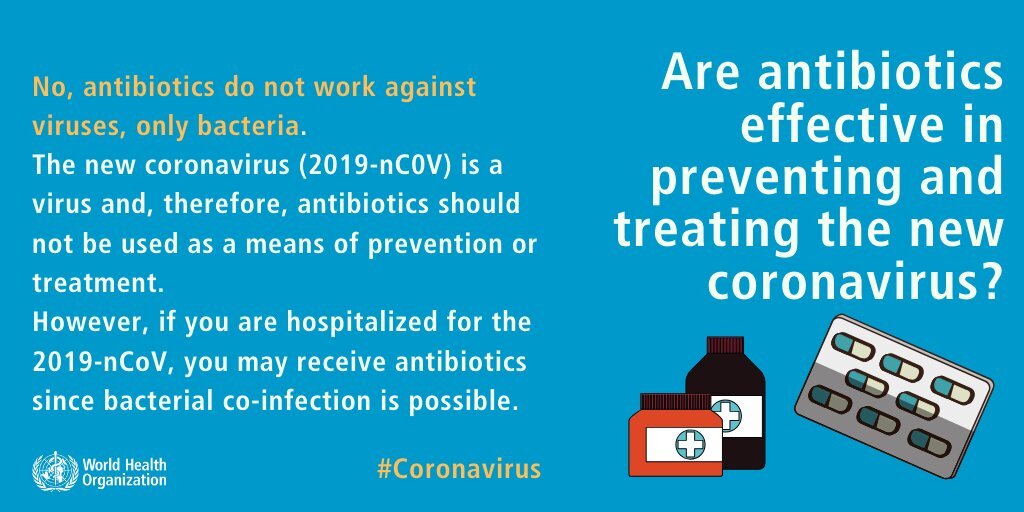 Are antibiotics
effective in
preventing and
treating the new
coronavirus?
No, antibiotics do not work against
viruses, only bacteria.
The new coronavirus (2019-nC0V) is a
virus and, therefore, antibiotics should
not be used as a means of prevention or
treatment.
However, if you are hospitalized for the
2019-nCoV, you may receive antibiotics
since bacterial co-infection is possible.
World Health
Organization
#Coronavirus